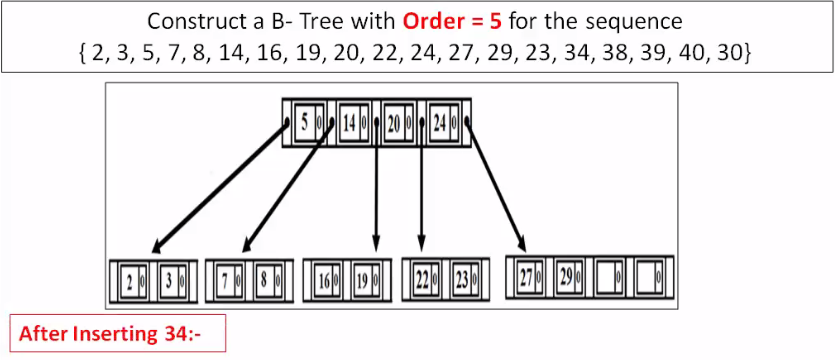 Construct a B- Tree with Order = 5 for the sequence
{ 2, 3, 5, 7, 8, 14, 16, 19, 20, 22, 24, 27, 29, 23, 34, 38, 39, 40, 30}
5 0 14 0 20 0 24 0
2 0 3 0 7 0 8 0 16 0 19 0 22 0 23 0 27 0 29 0 0 0
After Inserting 34:-